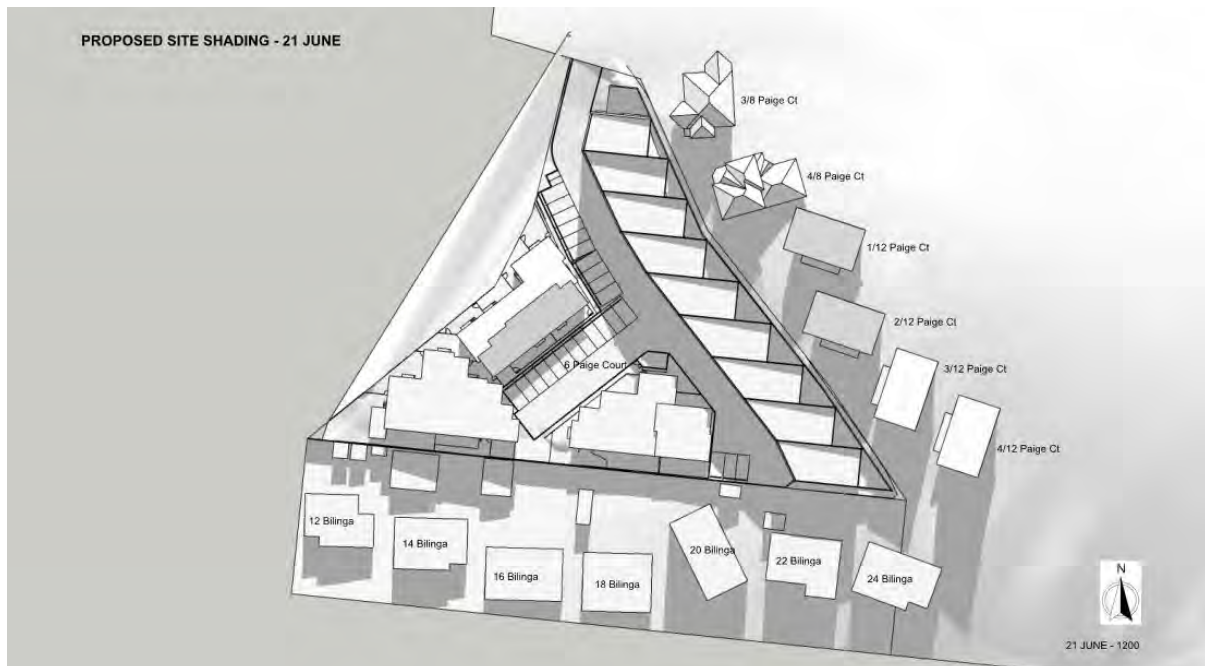 PROPOSED SITE SHADING - 21 JUNE
3/8 Paige Ct
4/8 Paige Ct
1/12 Paige Ct
2/12 Paige Ct
6 Paige Court
3/12 Paige Ct
4/12 Paige Ct
12 Bilinga
14 Bilinga
16 Bilinga
18 Bilinga
20 Bilinga
22 Bilinga
24 Bilinga
N
21 JUNE - 1200